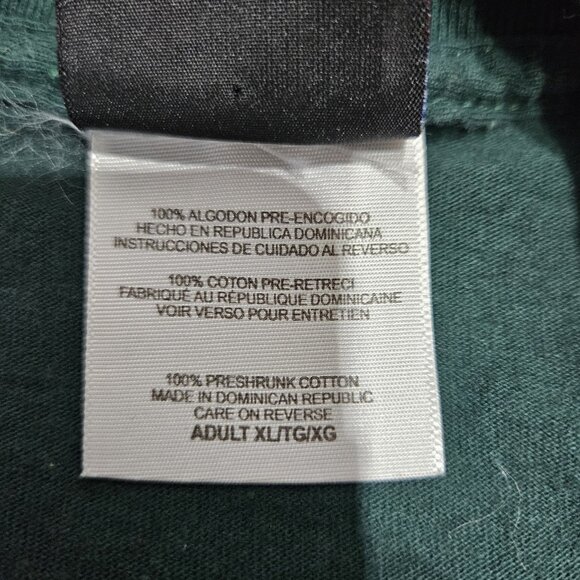 100% ALGODON PRE-ENCOGIDO
HECHO EN REPUBLICA DOMINICANA
INSTRUCCIONES DE CUIDADO AL REVERSO
100% COTON PRE-RETRECI
FABRIQUÉ AU RÉPUBLIQUE DOMINICAINE
VOIR VERSO POUR ENTRETIEN
100% PRESHRUNK COTTON
MADE IN DOMINICAN REPUBLIC
CARE ON REVERSE
ADULT XL/TG/XG